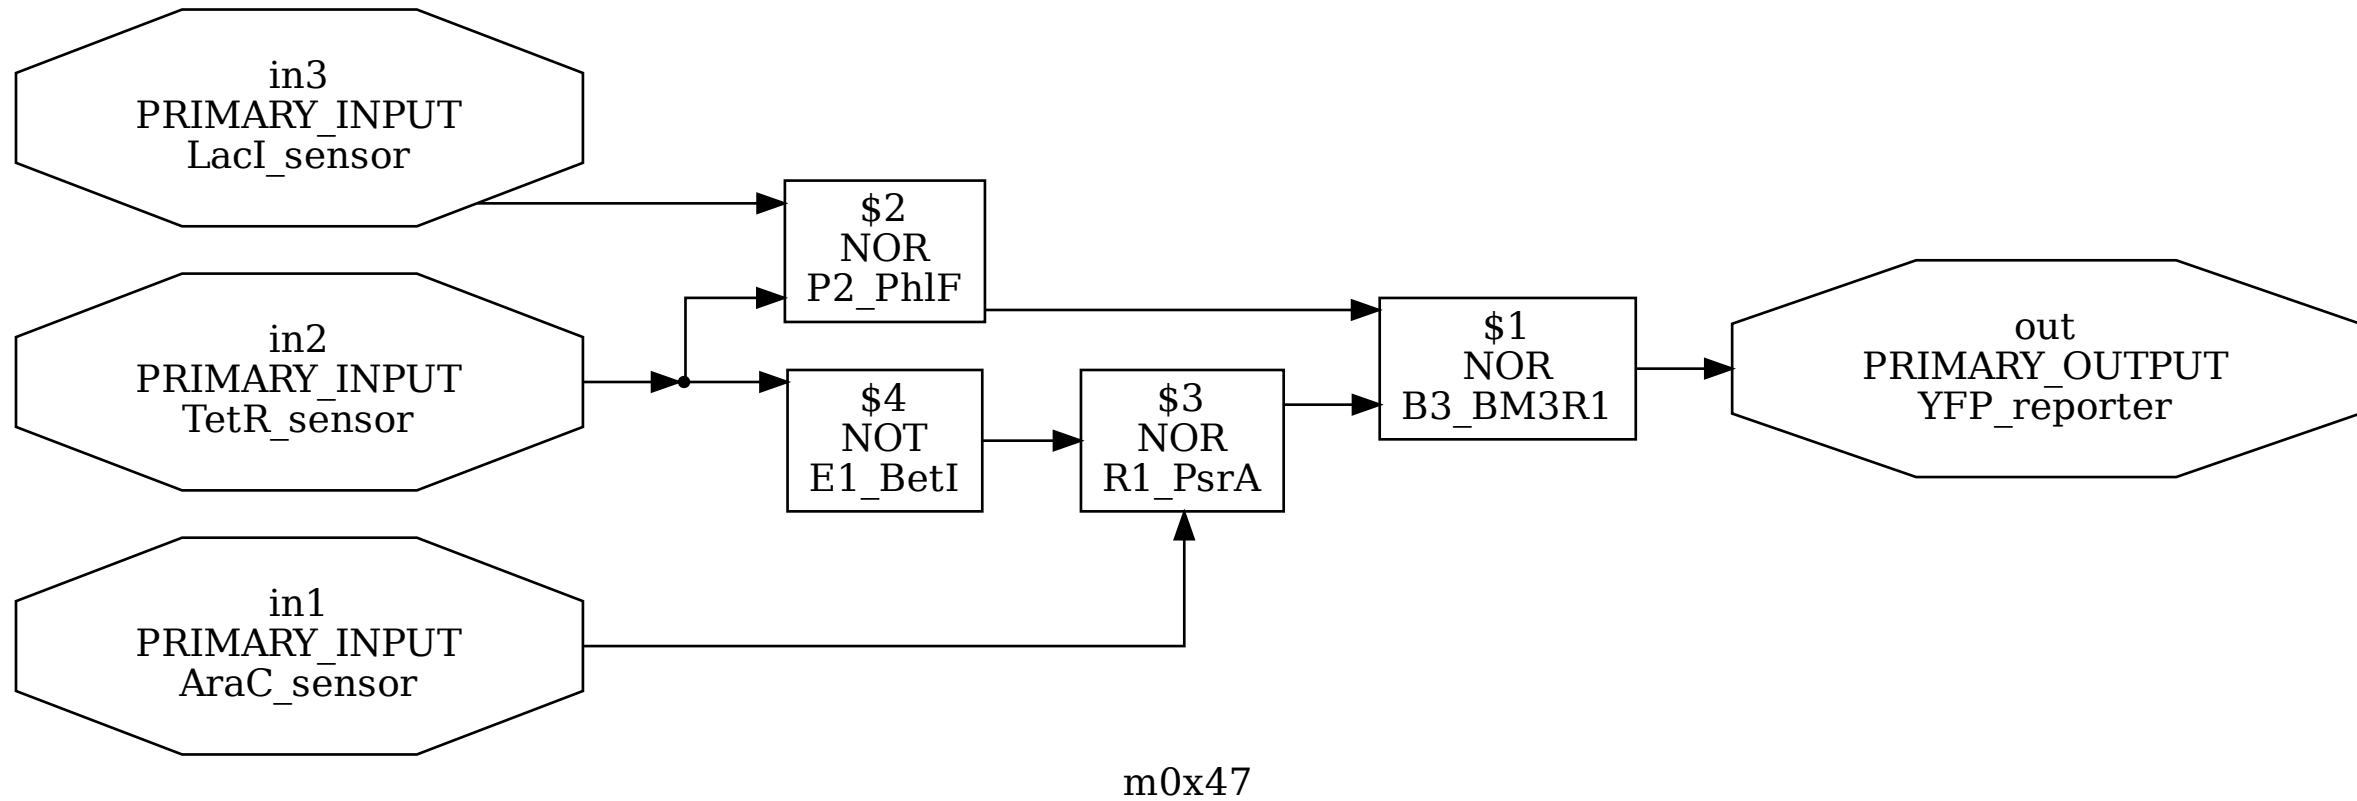 in3
PRIMARY_INPUT
LacI_sensor
in2
PRIMARY_INPUT
TetR_sensor
in1
PRIMARY_INPUT
AraC_sensor
$2
NOR
P2_PhlF
$4
NOT
E1_BetI
$3
NOR
R1_PsrA
$1
NOR
B3_BM3R1
out
PRIMARY_OUTPUT
YFP_reporter
m0x47